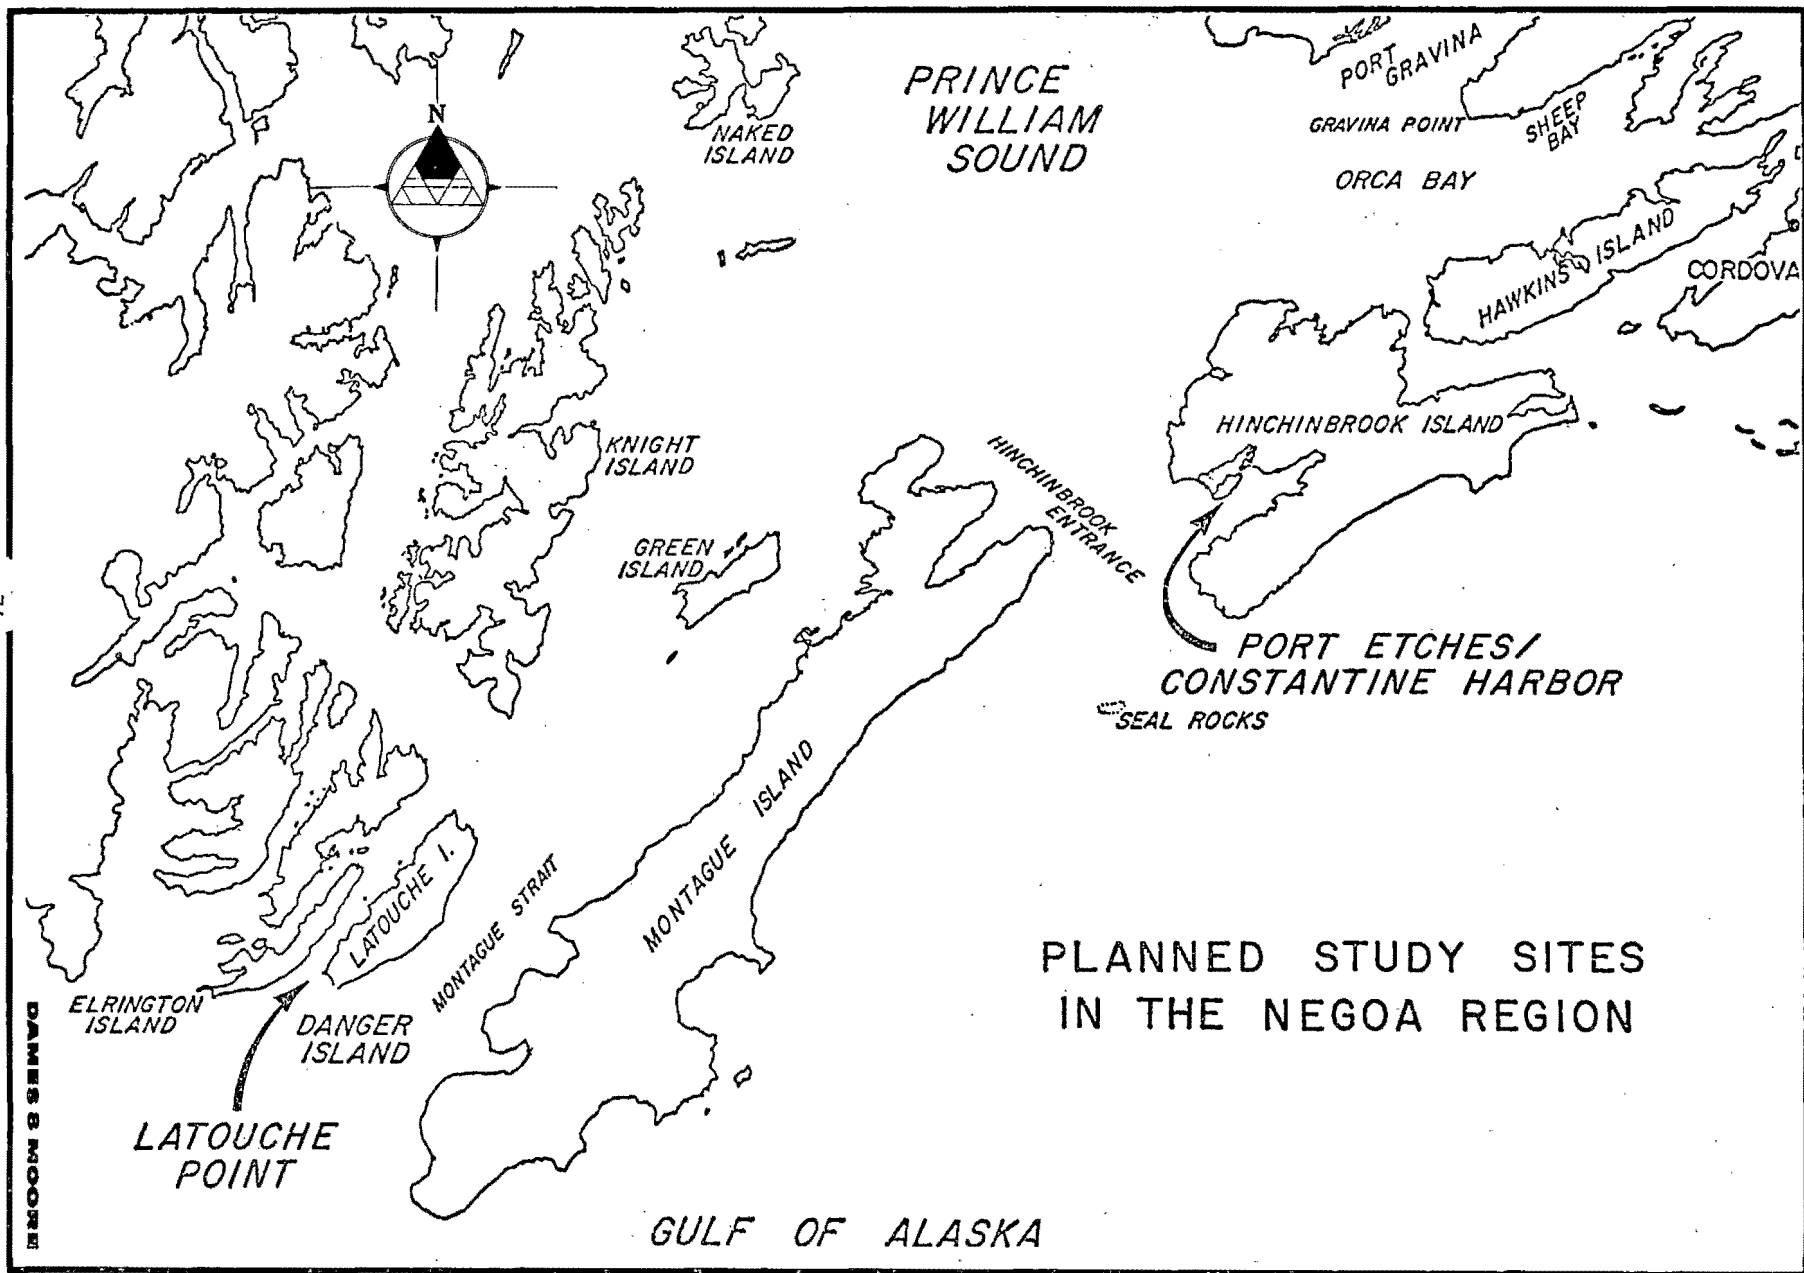 PORT
GRAVINA
PRINCE
WILLIAM
SOUND
N
NAKED
ISLAND
GRAVINA POINT
SHEEP
BAY
ORCA BAY
HAWKINS ISLAND
CORDOVA
HINCHINBROOK ISLAND
KNIGHT
ISLAND
HINCHINBROOK
ENTRANCE
GREEN
ISLAND
PORT ETCHES/
CONSTANTINE HARBOR
SEAL ROCKS
MONTAGUE ISLAND
LATOUCHE I.
MONTAGUE STRAIT
PLANNED STUDY SITES
IN THE NEGOA REGION
ELRINGTON
ISLAND
DANGER
ISLAND
LATOUCHE
POINT
GULF OF ALASKA
DAMES & MOORE